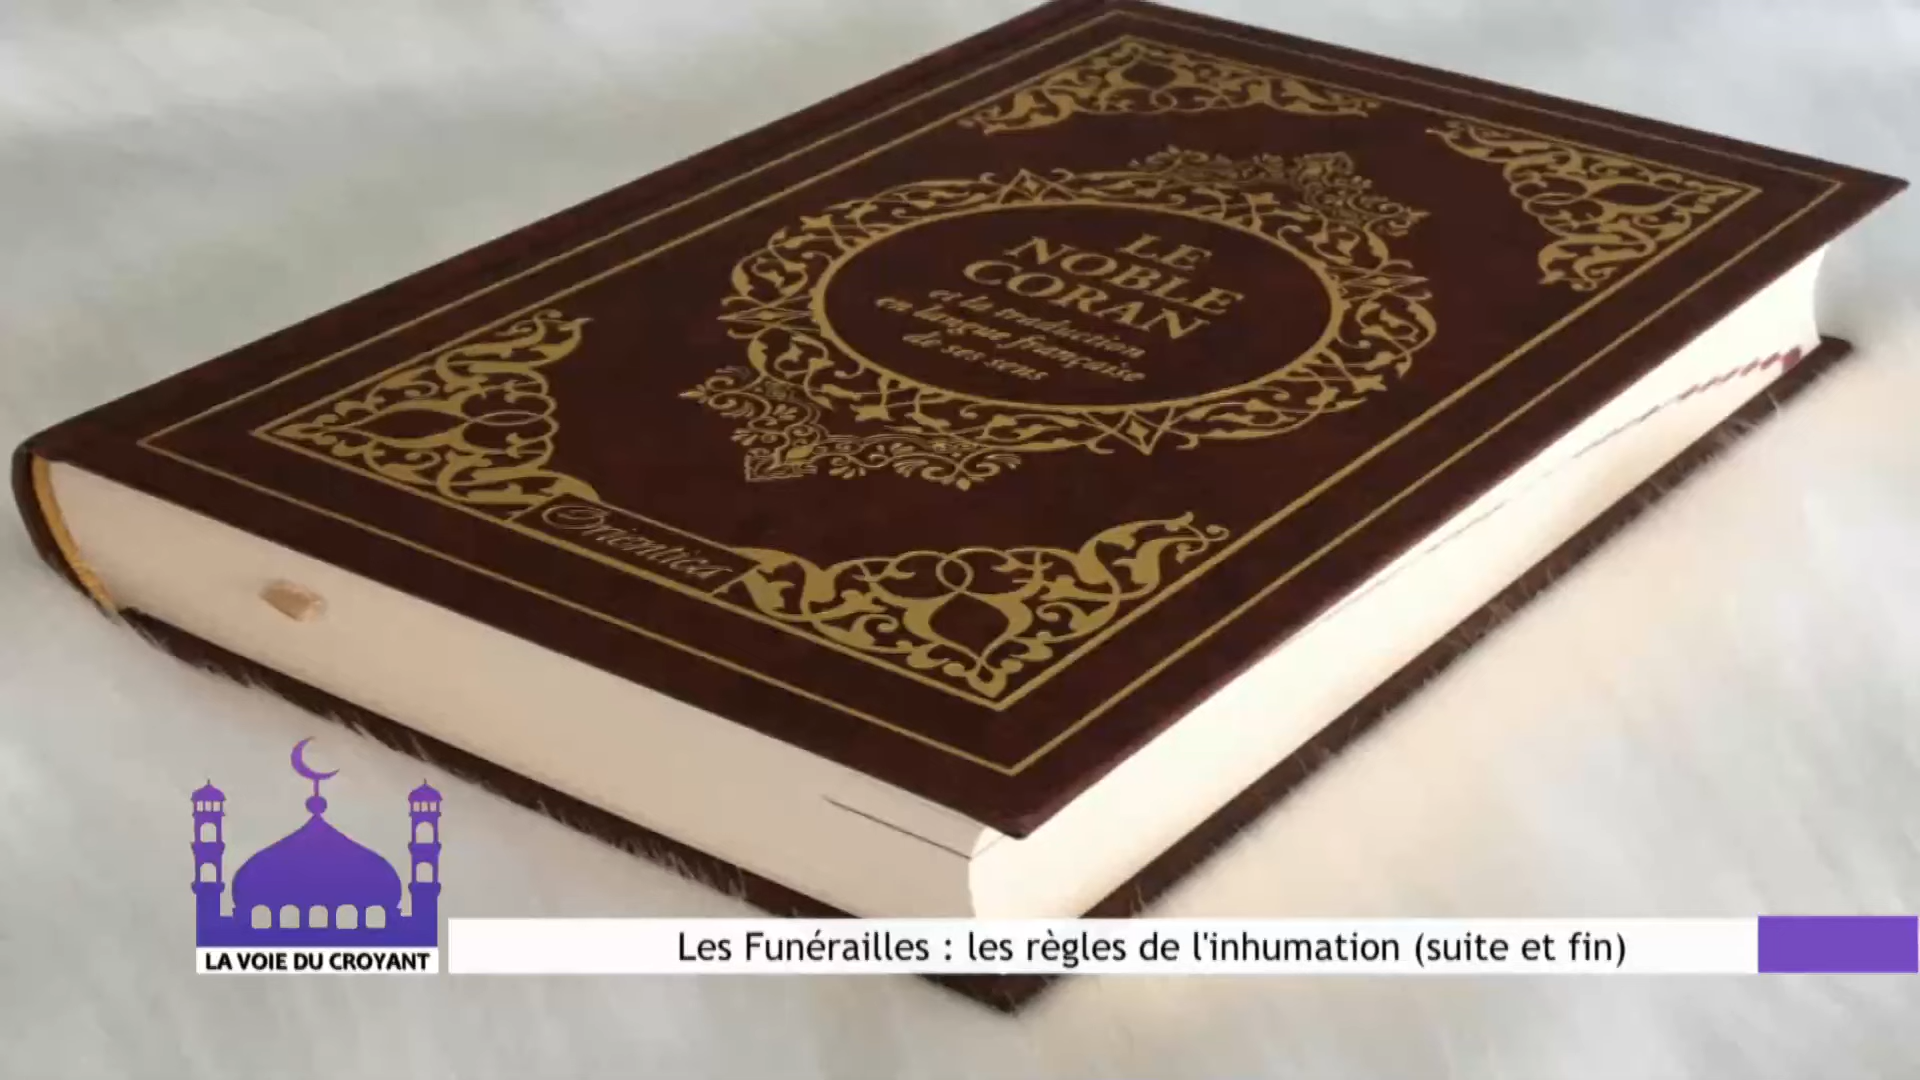 LE
NOBLE
CORAN
et la traduction
en langue française
de ses sens
Orientica
LA VOIE DU CROYANT
Les Funérailles : les règles de l'inhumation (suite et fin)